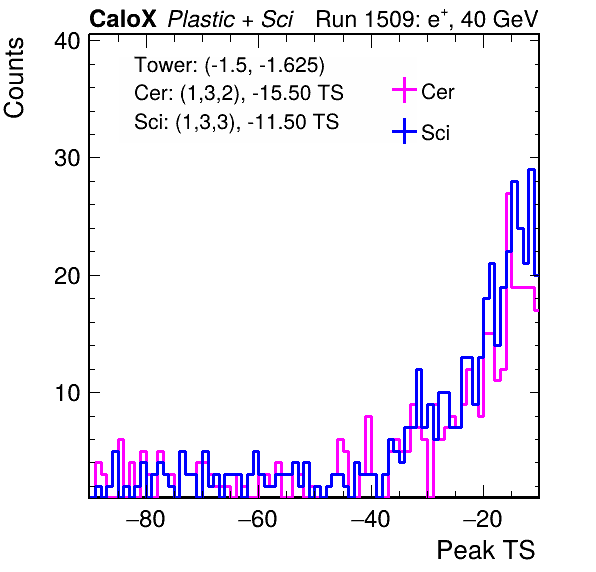 CaloX Plastic + Sci Run 1509: e+, 40 GeV
Counts
40
Tower: (-1.5, -1.625)
Cer: (1,3,2), -15.50 TS
Sci: (1,3,3), -11.50 TS
Cer
Sci
30
20
10
−80 −60 −40 −20
Peak TS